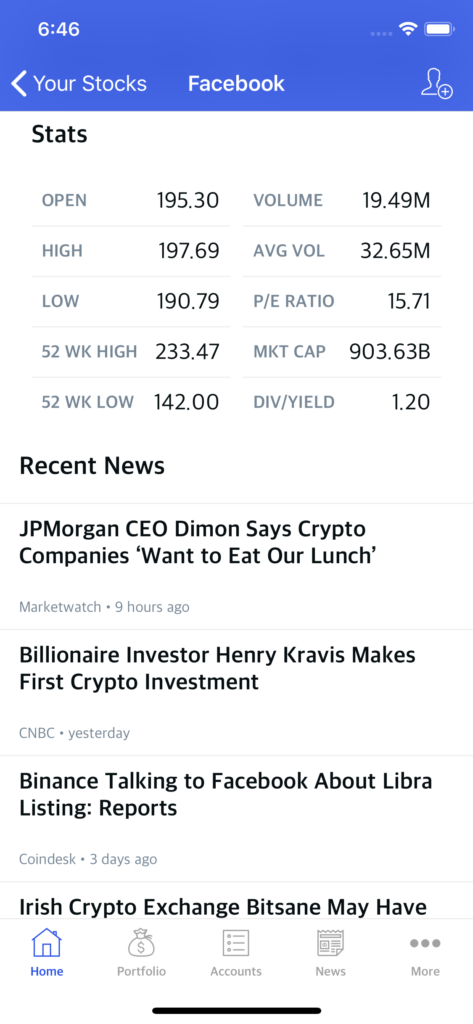 6:46
Your Stocks
Facebook
Stats
OPEN 195.30 VOLUME 19.49M
HIGH 197.69 AVG VOL 32.65M
LOW 190.79 P/E RATIO 15.71
52 WK HIGH 233.47 MKT CAP 903.63B
52 WK LOW 142.00 DIV/YIELD 1.20
Recent News
JPMorgan CEO Dimon Says Crypto
Companies ‘Want to Eat Our Lunch’
Marketwatch • 9 hours ago
Billionaire Investor Henry Kravis Makes
First Crypto Investment
CNBC • yesterday
Binance Talking to Facebook About Libra
Listing: Reports
Coindesk • 3 days ago
Irish Crypto Exchange Bitsane May Have
Home Portfolio Accounts News More